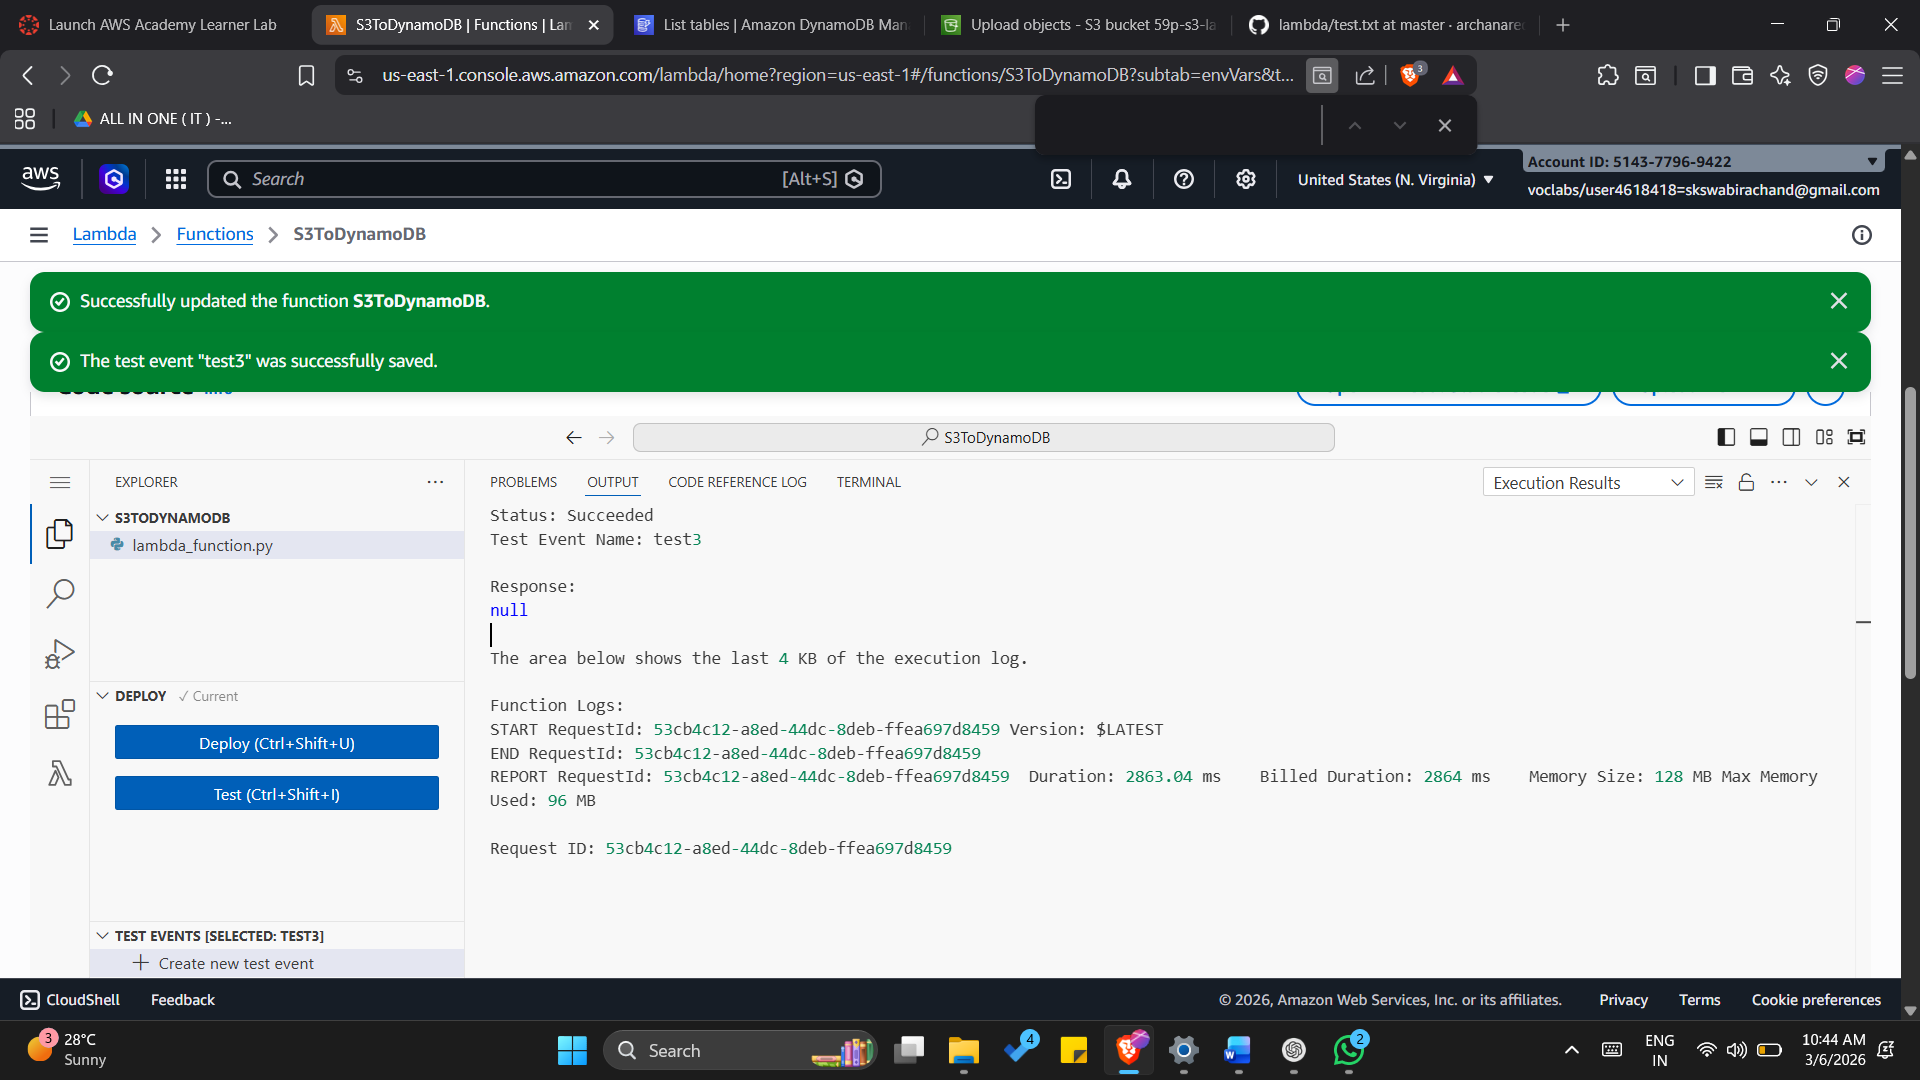 Launch AWS Academy Learner Lab
S3ToDynamoDB | Functions | Lan
List tables | Amazon DynamoDB Man
Upload objects - S3 bucket 59p-s3-la
lambda/test.txt at master · archanared
us-east-1.console.aws.amazon.com/lambda/home?region=us-east-1#/functions/S3ToDynamoDB?subtab=envVars&t...
3
ALL IN ONE ( IT ) -...
aws
Search
[Alt+S]
United States (N. Virginia)
Account ID: 5143-7796-9422
voclabs/user4618418=skswabirachand@gmail.com
Lambda
Functions
S3ToDynamoDB
Successfully updated the function S3ToDynamoDB.
The test event "test3" was successfully saved.
Code source Info
S3ToDynamoDB
EXPLORER
PROBLEMS
OUTPUT
CODE REFERENCE LOG
TERMINAL
Execution Results
S3TODYNAMODB
lambda_function.py
Status: Succeeded
Test Event Name: test3
Response:
null
The area below shows the last 4 KB of the execution log.
Function Logs:
START RequestId: 53cb4c12-a8ed-44dc-8deb-ffea697d8459 Version: $LATEST
END RequestId: 53cb4c12-a8ed-44dc-8deb-ffea697d8459
REPORT RequestId: 53cb4c12-a8ed-44dc-8deb-ffea697d8459 Duration: 2863.04 ms Billed Duration: 2864 ms Memory Size: 128 MB Max Memory
Used: 96 MB
Request ID: 53cb4c12-a8ed-44dc-8deb-ffea697d8459
DEPLOY ✓ Current
Deploy (Ctrl+Shift+U)
Test (Ctrl+Shift+I)
TEST EVENTS [SELECTED: TEST3]
Create new test event
CloudShell
Feedback
© 2026, Amazon Web Services, Inc. or its affiliates.
Privacy
Terms
Cookie preferences
3
28°C
Sunny
Search
4
2
ENG
IN
10:44 AM
3/6/2026